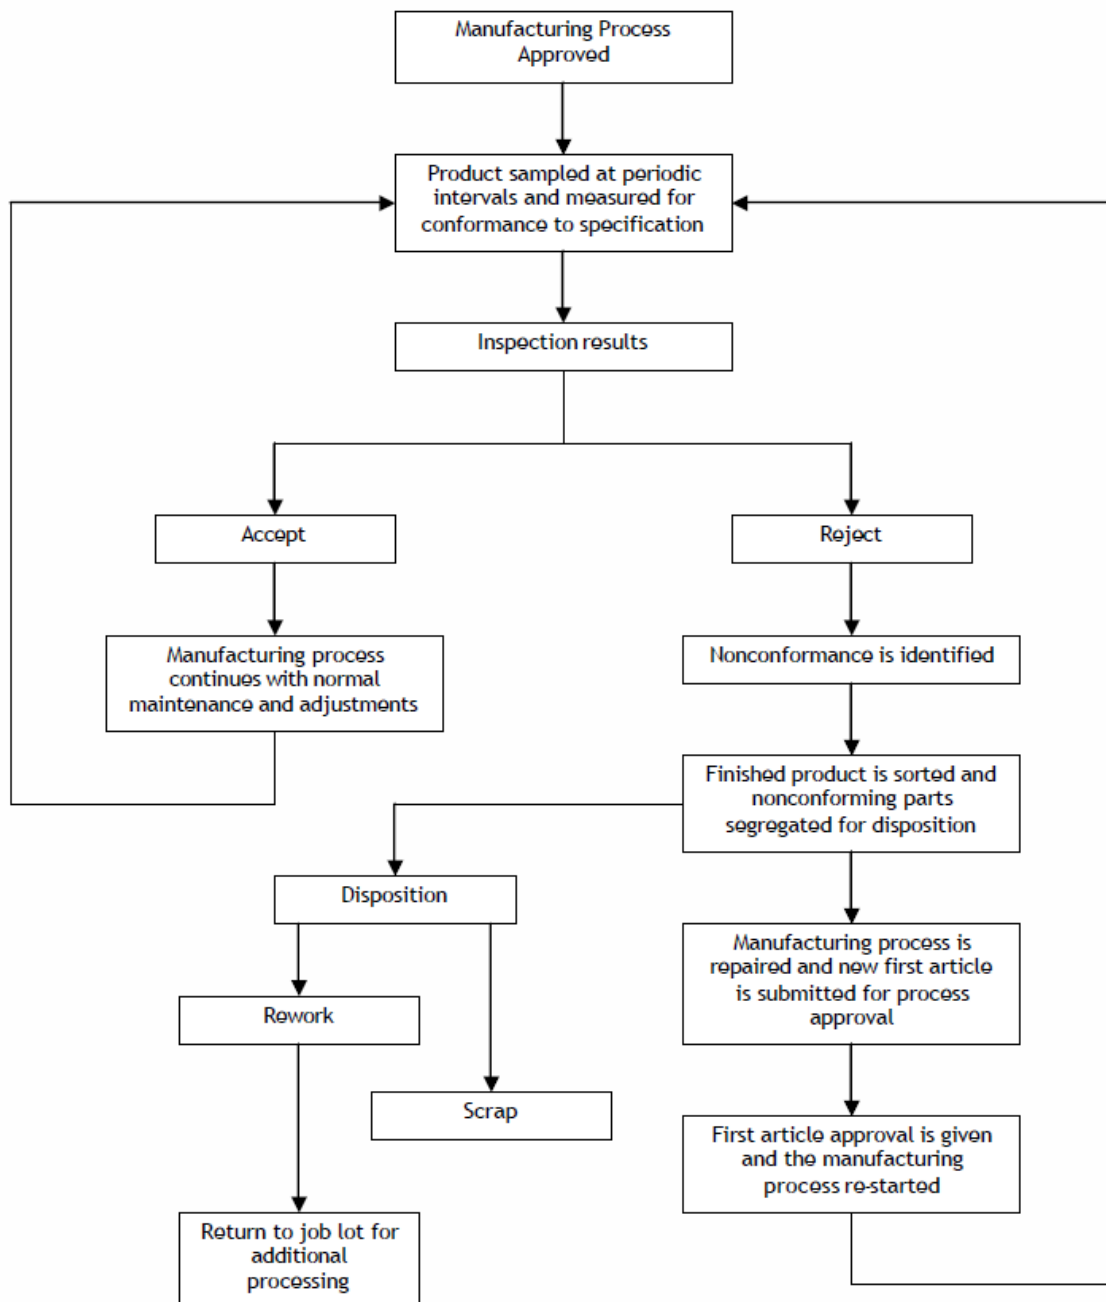 Manufacturing Process
Approved
Product sampled at periodic
intervals and measured for
conformance to specification
Inspection results
Accept
Reject
Manufacturing process
continues with normal
maintenance and adjustments
Nonconformance is identified
Finished product is sorted and
nonconforming parts
segregated for disposition
Disposition
Manufacturing process is
repaired and new first article
is submitted for process
approval
Rework
Scrap
First article approval is given
and the manufacturing
process re-started
Return to job lot for
additional
processing